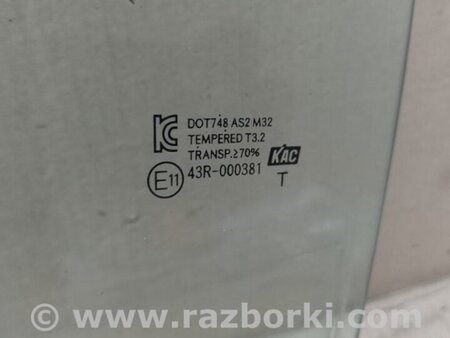 DOT748 AS2 M32
TEMPERED T3.2
TRANSP.≥70% KAC
E11 43R-000381 T
© www.razborki.com